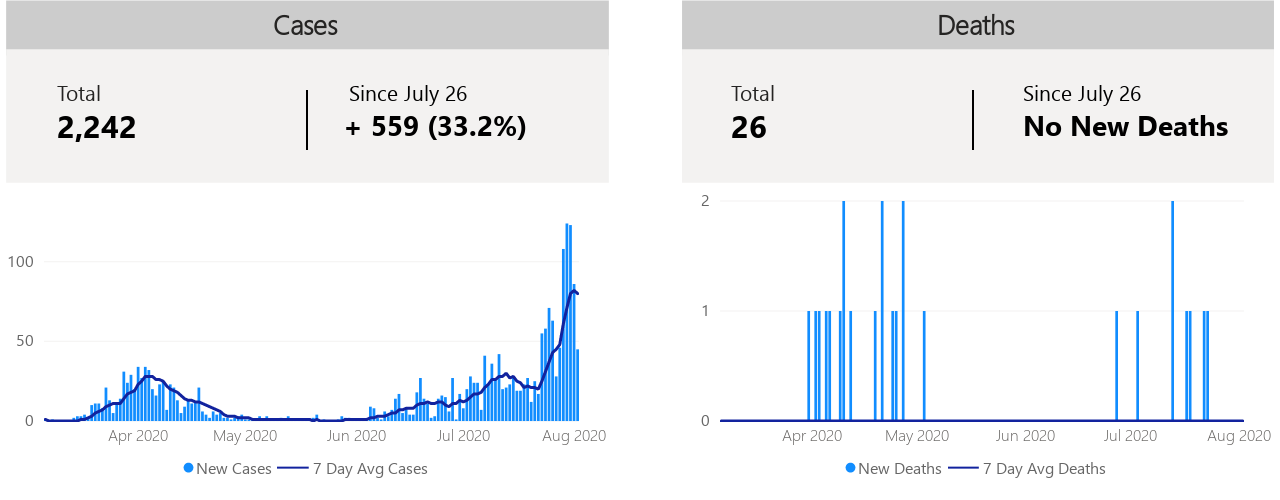 Cases
Total
2,242
Since July 26
+ 559 (33.2%)
100
50
0
Apr 2020 May 2020 Jun 2020 Jul 2020 Aug 2020
New Cases 7 Day Avg Cases
Deaths
Total
26
Since July 26
No New Deaths
2
1
0
Apr 2020 May 2020 Jun 2020 Jul 2020 Aug 2020
New Deaths 7 Day Avg Deaths